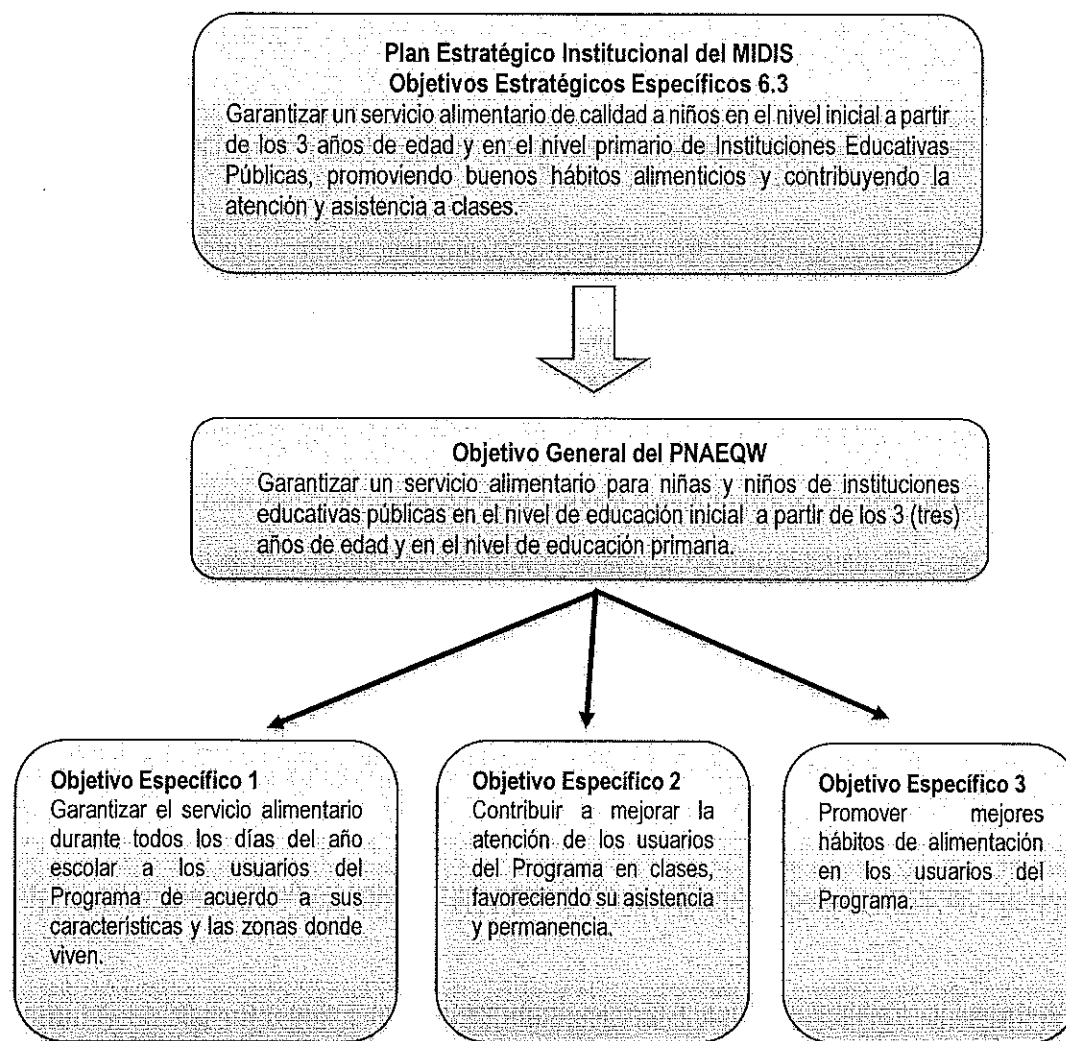 Plan Estratégico Institucional del MIDIS
Objetivos Estratégicos Específicos 6.3
Garantizar un servicio alimentario de calidad a niños en el nivel inicial a partir
de los 3 años de edad y en el nivel primario de Instituciones Educativas
Públicas, promoviendo buenos hábitos alimenticios y contribuyendo la
atención y asistencia a clases.
Objetivo General del PNAEQW
Garantizar un servicio alimentario para niñas y niños de instituciones
educativas públicas en el nivel de educación inicial a partir de los 3 (tres)
años de edad y en el nivel de educación primaria.
Objetivo Específico 1
Garantizar el servicio alimentario
durante todos los días del año
escolar a los usuarios del
Programa de acuerdo a sus
características y las zonas donde
viven.
Objetivo Específico 2
Contribuir a mejorar la
atención de los usuarios
del Programa en clases,
favoreciendo su asistencia
y permanencia.
Objetivo Específico 3
Promover mejores
hábitos de alimentación
en los usuarios del
Programa.